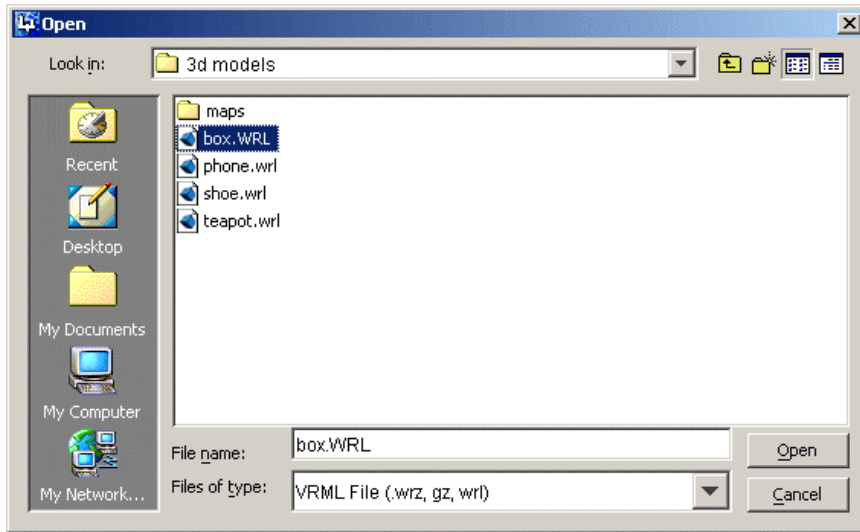 Open
Look in:
3d models
Recent
Desktop
My Documents
My Computer
My Network...
maps
box.WRL
phone.wrl
shoe.wrl
teapot.wrl
File name:
box.WRL
Open
Files of type:
VRML File (.wrz, gz, wrl)
Cancel